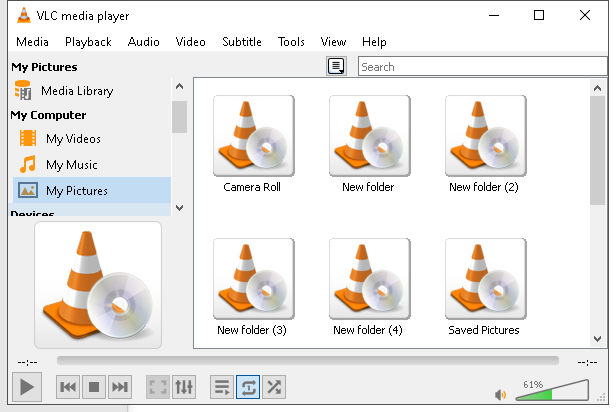 VLC media player
Media Playback Audio Video Subtitle Tools View Help
My Pictures
Search
Media Library
My Computer
My Videos
My Music
My Pictures
Devices
Camera Roll
New folder
New folder (2)
New folder (3)
New folder (4)
Saved Pictures
--:--
--:--
61%